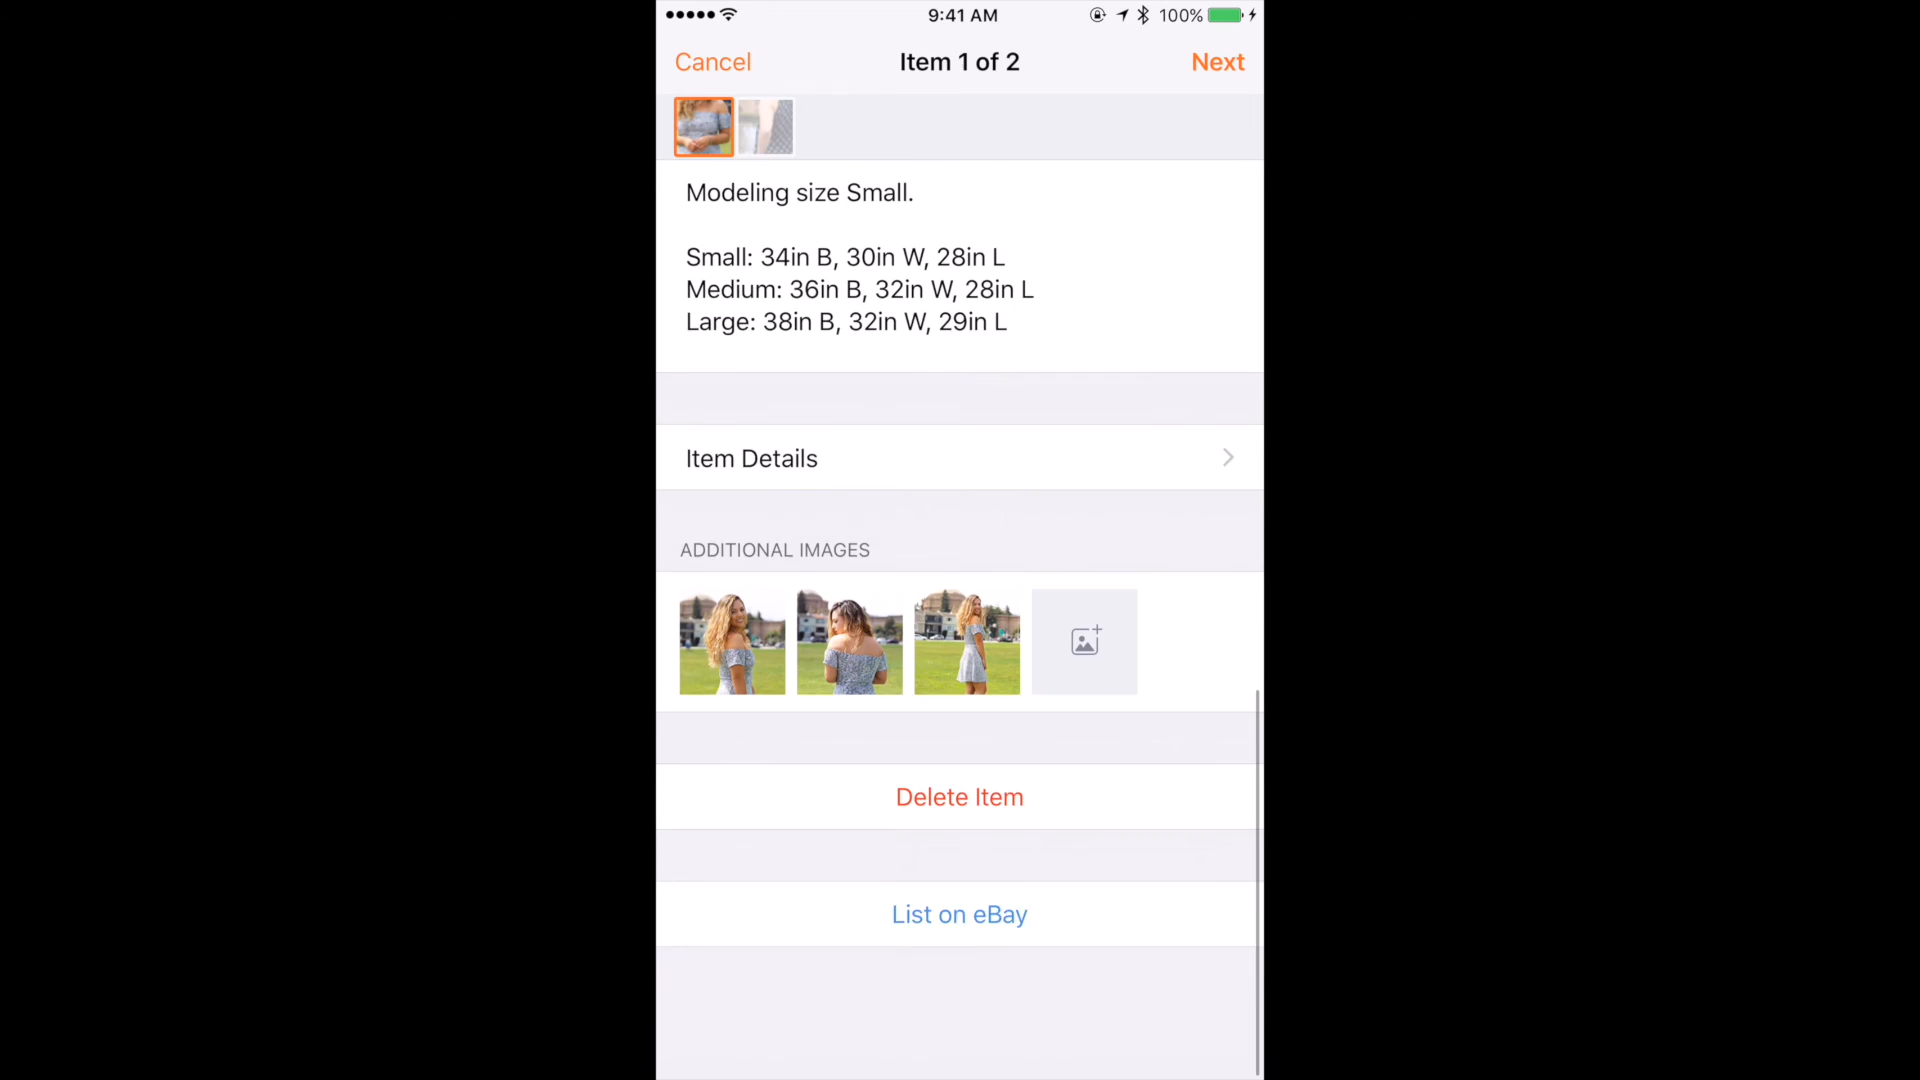 9:41 AM
100%
Cancel
Item 1 of 2
Next
Modeling size Small.
Small: 34in B, 30in W, 28in L
Medium: 36in B, 32in W, 28in L
Large: 38in B, 32in W, 29in L
Item Details
ADDITIONAL IMAGES
Delete Item
List on eBay